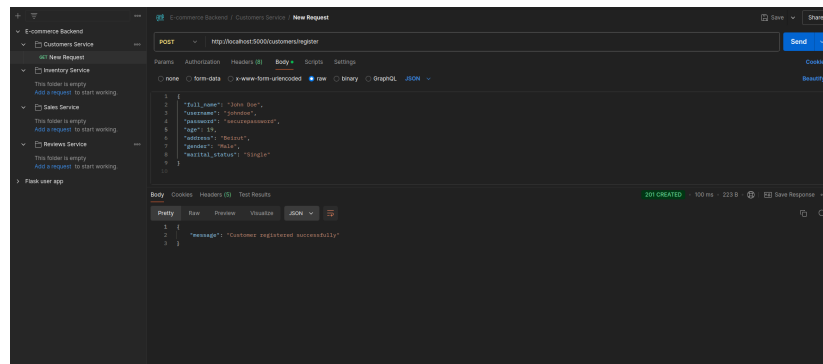 E-commerce Backend / Customers Service / New Request
Save
Share
E-commerce Backend
Customers Service
GET New Request
Inventory Service
This folder is empty
Add a request to start working.
Sales Service
This folder is empty
Add a request to start working.
Reviews Service
This folder is empty
Add a request to start working.
Flask user app
POST http://localhost:5000/customers/register Send
Params Authorization Headers (8) Body Scripts Settings Cookie
none form-data x-www-form-urlencoded raw binary GraphQL JSON Beautify
1 {
2 "full_name": "John Doe",
3 "username": "johndoe",
4 "password": "securepassword",
5 "age": 19,
6 "address": "Beirut",
7 "gender": "Male",
8 "marital_status": "Single"
9 }
10
Body Cookies Headers (5) Test Results 201 CREATED 100 ms 223 B Save Response
Pretty Raw Preview Visualize JSON
1 {
2 "message": "Customer registered successfully"
3 }